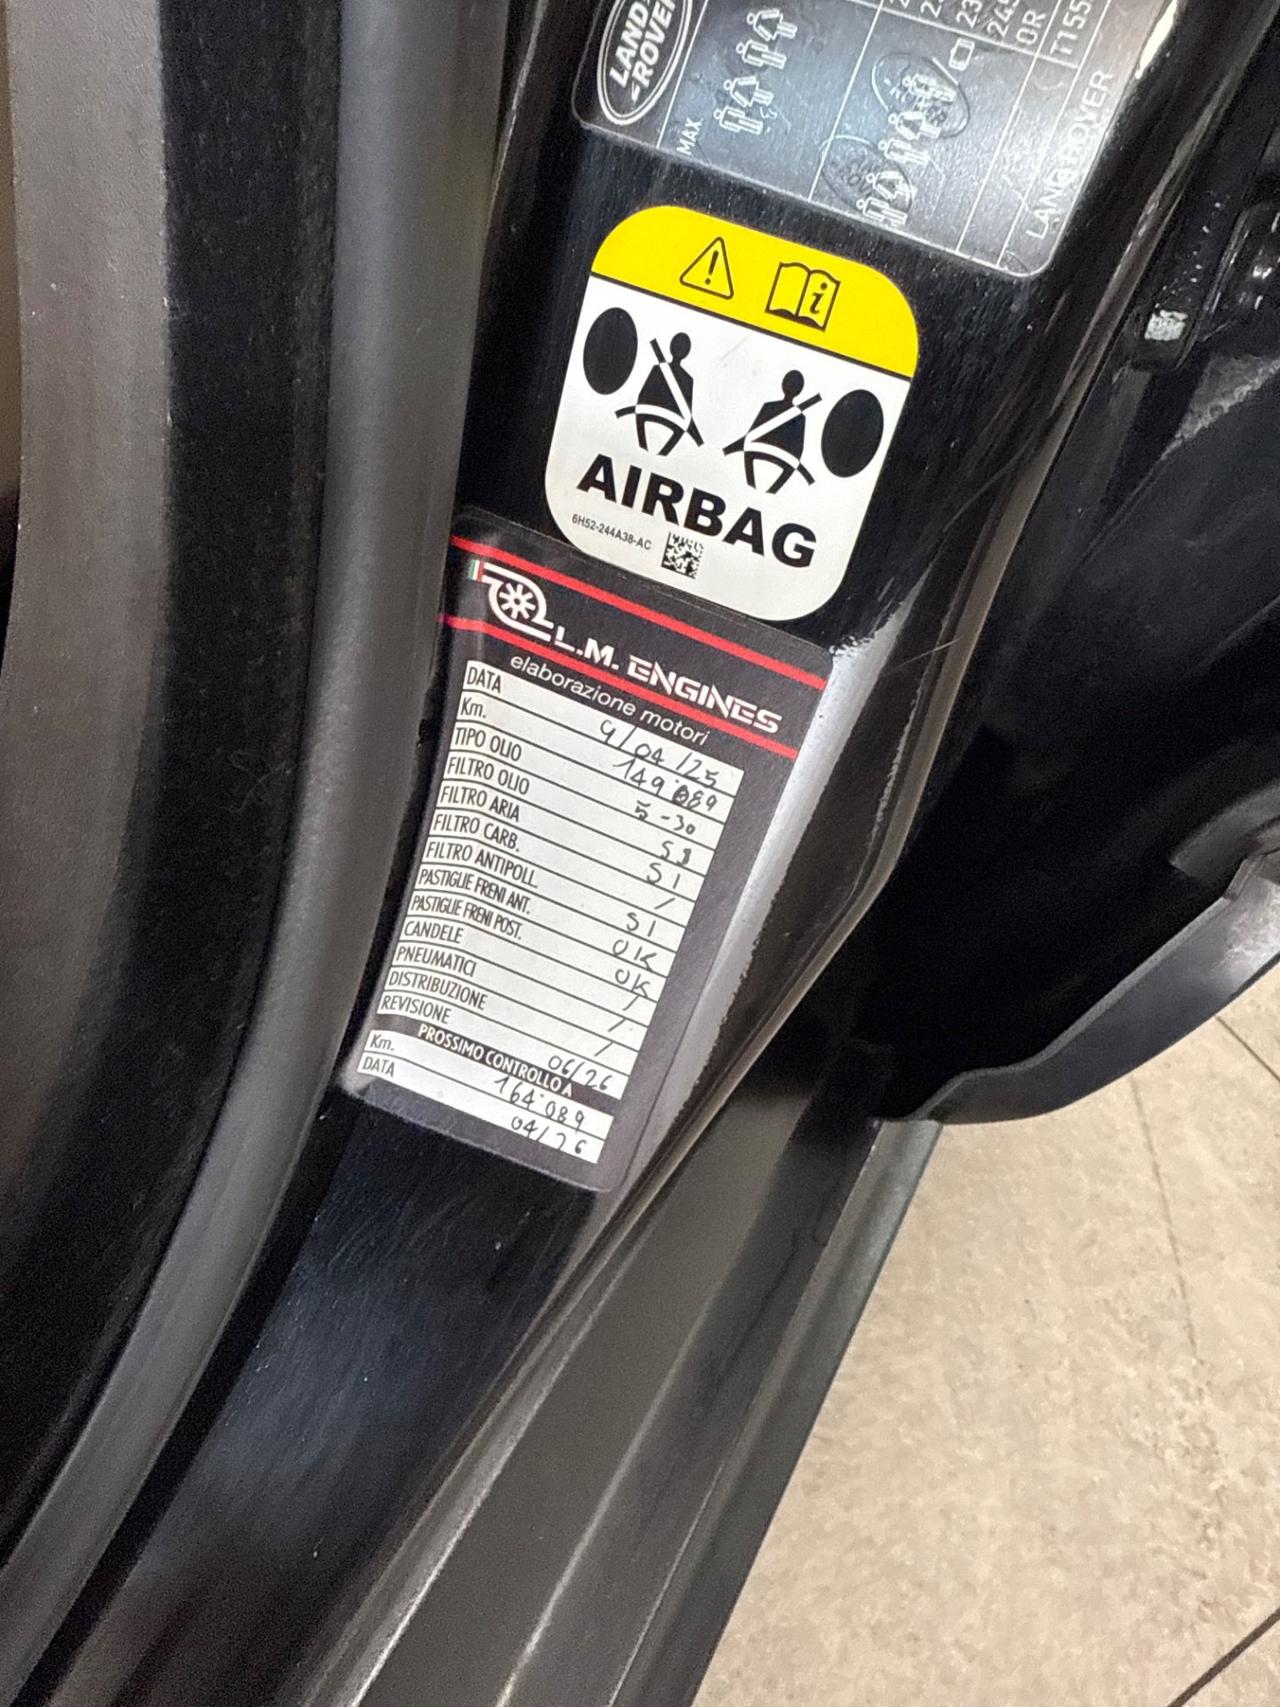 LAND-
-ROVER
MAX
LAND ROVER
AIRBAG
6H52-244A38-AC
L.M. ENGINES
elaborazione motori
DATA 9/04/25
Km. 149'089
TIPO OLIO 5-30
FILTRO OLIO SI
FILTRO ARIA SI
FILTRO CARB. /
FILTRO ANTIPOLL. SI
PASTIGLIE FRENI ANT. OK
PASTIGLIE FRENI POST. OK
CANDELE /
PNEUMATICI /
DISTRIBUZIONE /
REVISIONE 06/26
PROSSIMO CONTROLLO A
Km. 164'089
DATA 04/26